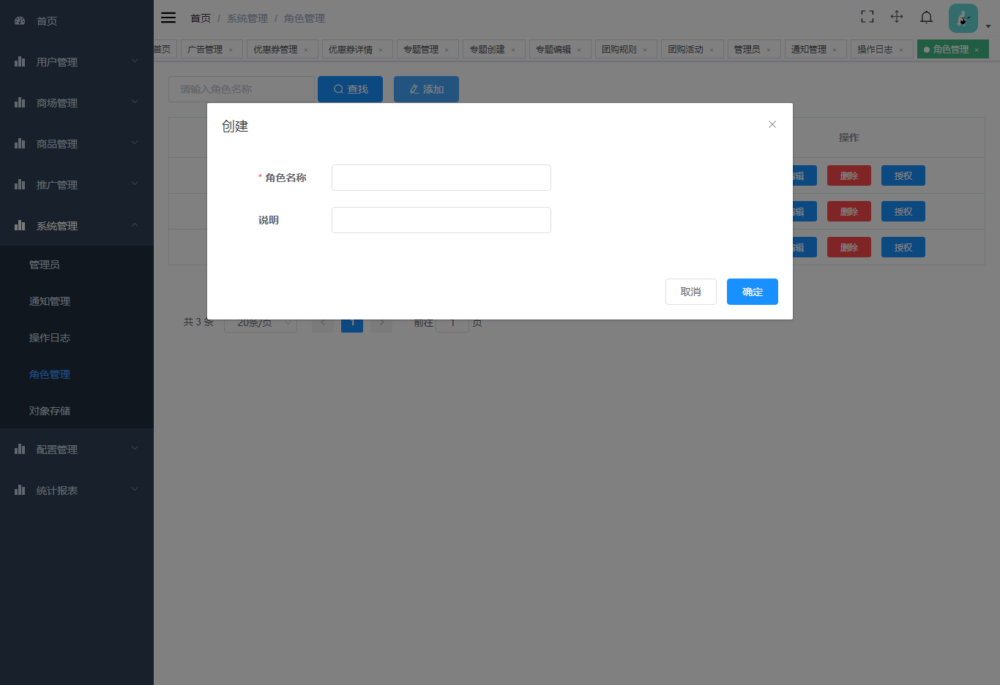 首页
用户管理
商场管理
商品管理
推广管理
系统管理
管理员
通知管理
操作日志
角色管理
对象存储
配置管理
统计报表
首页 / 系统管理 / 角色管理
首页 广告管理 × 优惠券管理 × 优惠券详情 × 专题管理 × 专题创建 × 专题编辑 × 团购规则 × 团购活动 × 管理员 × 通知管理 × 操作日志 × 角色管理 ×
请输入角色名称 查找 添加
创建
* 角色名称
说明
取消 确定
操作
辑 删除 授权
辑 删除 授权
辑 删除 授权
共 3 条 20条/页 1 前往 1 页